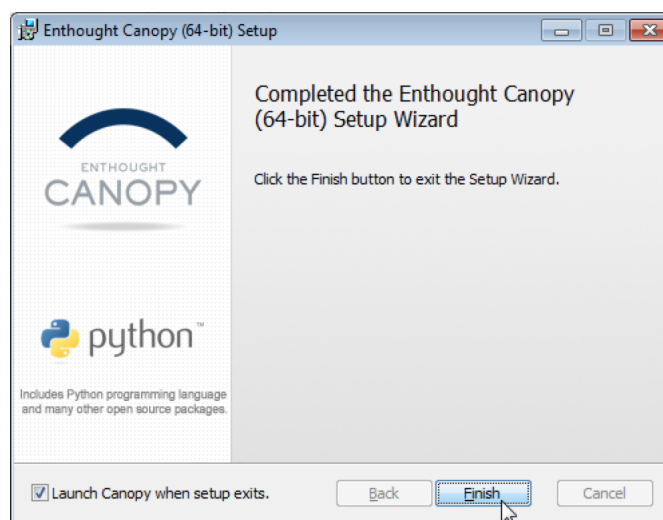 Enthought Canopy (64-bit) Setup
ENTHOUGHT
CANOPY
python™
Includes Python programming language
and many other open source packages.
Completed the Enthought Canopy
(64-bit) Setup Wizard
Click the Finish button to exit the Setup Wizard.
Launch Canopy when setup exits.
Back
Finish
Cancel